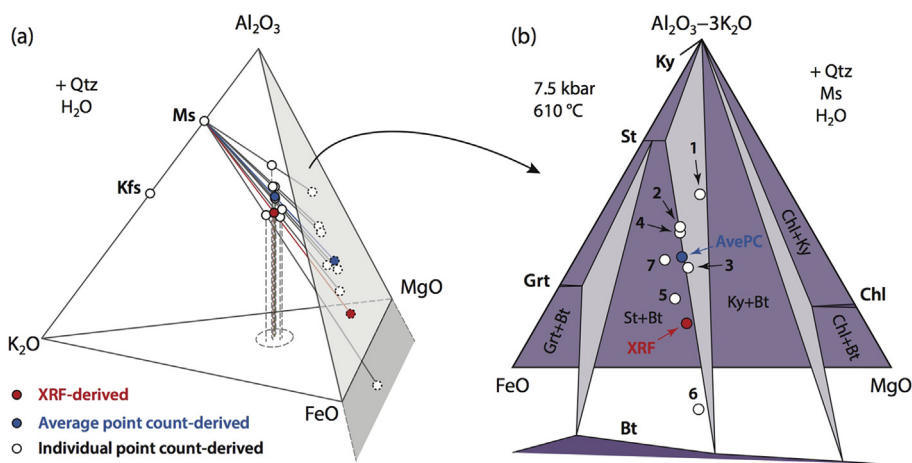 (a)
Al₂O₃
+ Qtz
H₂O
Ms
Kfs
K₂O
MgO
FeO
XRF-derived
Average point count-derived
Individual point count-derived
(b)
Al₂O₃–3K₂O
Ky
7.5 kbar
610 °C
+ Qtz
Ms
H₂O
St
1
2
4
AvePC
7
3
5
Chl+Ky
Grt
Chl
Grt+Bt
St+Bt
Ky+Bt
Chl+Bt
XRF
FeO
MgO
6
Bt